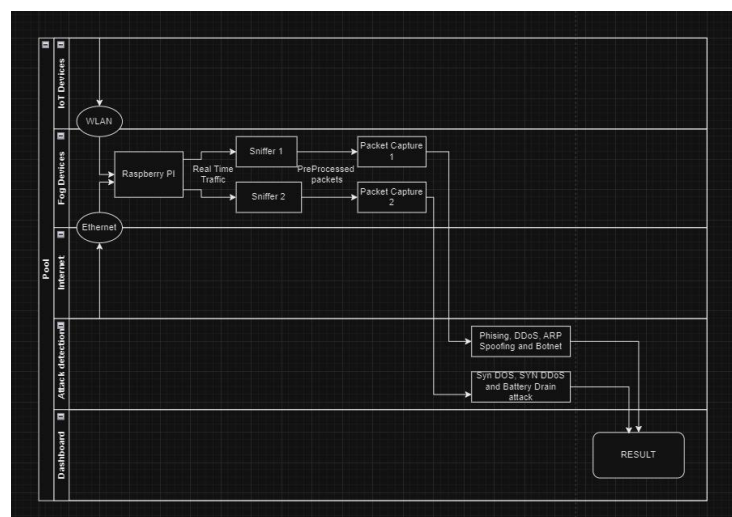 Pool
IoT Devices
Fog Devices
Internet
Attack detection
Dashboard
WLAN
Raspberry PI
Ethernet
Real Time
Traffic
Sniffer 1
Sniffer 2
PreProcessed
packets
Packet Capture
1
Packet Capture
2
Phising, DDoS, ARP
Spoofing and Botnet
Syn DOS, SYN DDoS
and Battery Drain
attack
RESULT